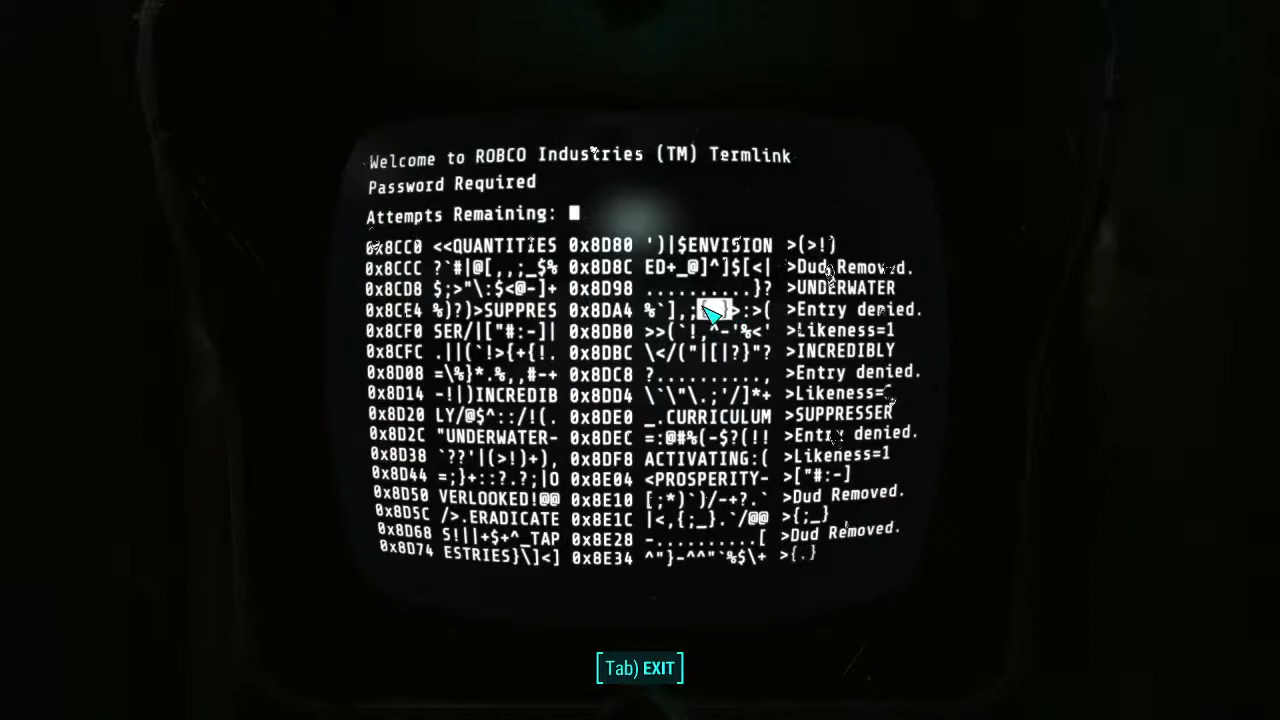 Welcome to ROBCO Industries (TM) Termlink
Password Required
Attempts Remaining: ■
0x8CC0 <<QUANTITIES 0x8D80 ')|$ENVISION >(>!)
0x8CCC ?`#|@[,,;_$% 0x8D8C ED+_@]^]$[<| >Dud Removed.
0x8CD8 $;>"\:$<@-]+ 0x8D98 ..........}? >UNDERWATER
0x8CE4 %)?)>SUPPRES 0x8DA4 %`],;{.}>:>( >Entry denied.
0x8CF0 SER/|["#:-]| 0x8DB0 >>(`!,^-'%<' >Likeness=1
0x8CFC .||(`!>{+{!. 0x8DBC \</("|[|?}"? >INCREDIBLY
0x8D08 =\%}*.%,,#-+ 0x8DC8 ?.........., >Entry denied.
0x8D14 -!|)INCREDIB 0x8DD4 \`\"\.;'/]*+ >Likeness=
0x8D20 LY/@$^::/!(. 0x8DE0 _.CURRICULUM >SUPPRESSER
0x8D2C "UNDERWATER- 0x8DEC =:@#%(-$?(!! >Entry denied.
0x8D38 `??'|(>!)+), 0x8DF8 ACTIVATING:( >Likeness=1
0x8D44 =;}+::?.?;|O 0x8E04 <PROSPERITY- >["#:-]
0x8D50 VERLOOKED!@@ 0x8E10 [;*)`)/-+?.` >Dud Removed.
0x8D5C />.ERADICATE 0x8E1C |<,{;_}.`/@@ >{;_}
0x8D68 S!||+$+^_TAP 0x8E28 -..........[ >Dud Removed.
0x8D74 ESTRIES}\]<] 0x8E34 ^"}-^^"`%$\+ >{.}
[Tab) EXIT]